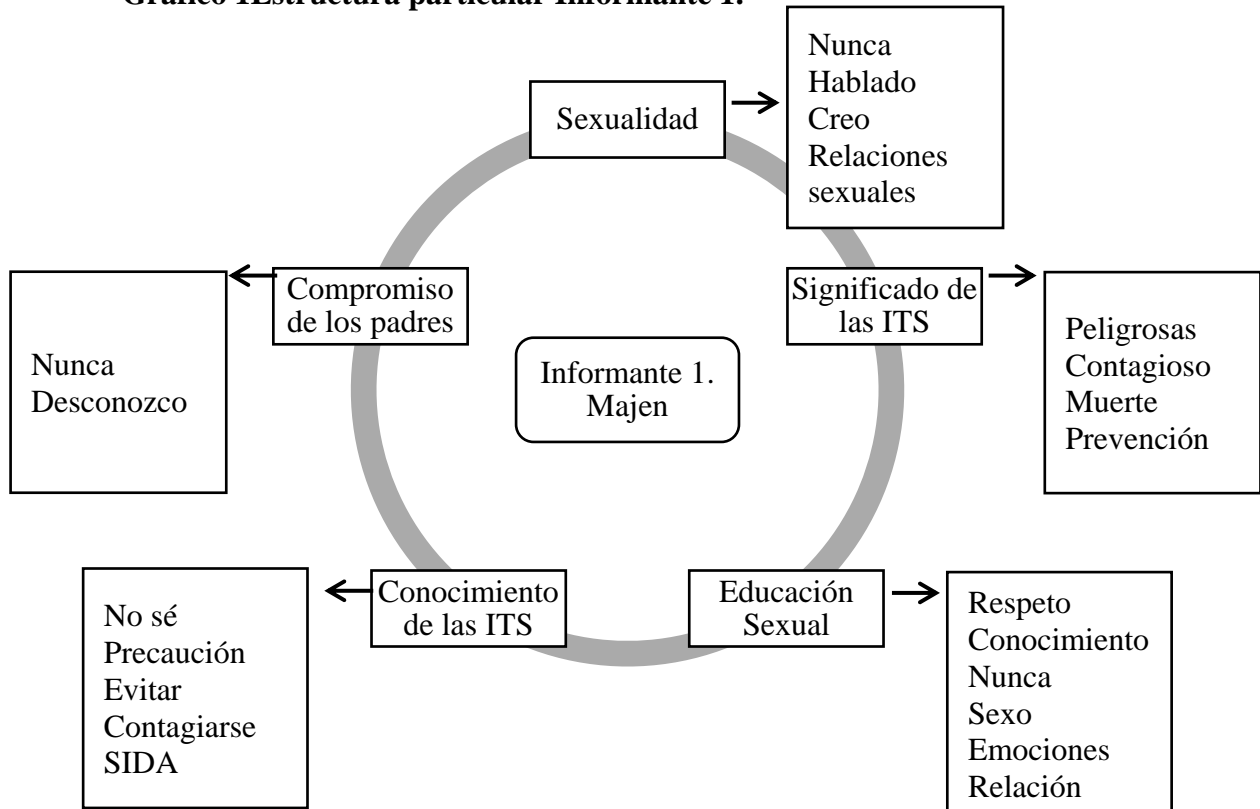 Gráfico 1Estructura particular Informante 1.
Sexualidad
Nunca
Hablado
Creo
Relaciones
sexuales
Significado de
las ITS
Peligrosas
Contagioso
Muerte
Prevención
Educación
Sexual
Respeto
Conocimiento
Nunca
Sexo
Emociones
Relación
Conocimiento
de las ITS
No sé
Precaución
Evitar
Contagiarse
SIDA
Compromiso
de los padres
Nunca
Desconozco
Informante 1.
Majen